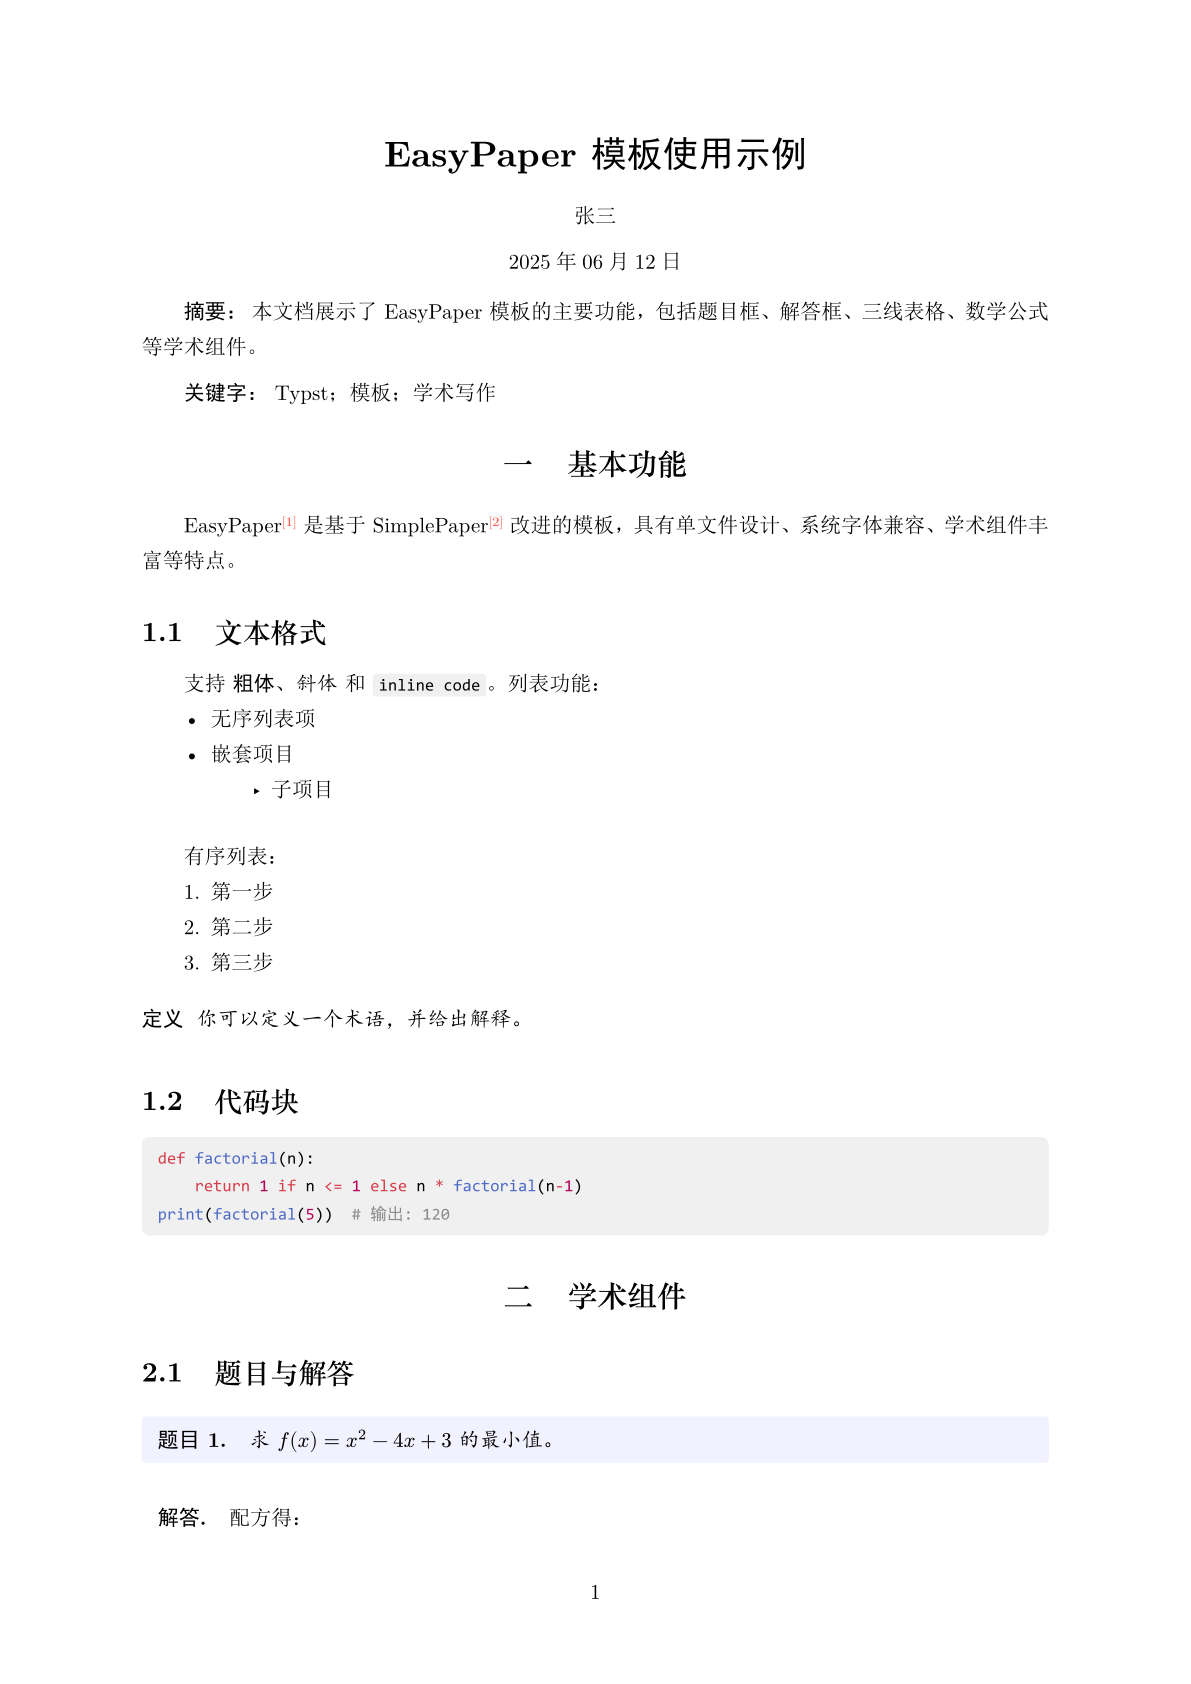 EasyPaper 模板使用示例
张三
2025 年 06 月 12 日
摘要： 本文档展示了 EasyPaper 模板的主要功能，包括题目框、解答框、三线表格、数学公式
等学术组件。
关键字： Typst；模板；学术写作
一 基本功能
EasyPaper[1] 是基于 SimplePaper[2] 改进的模板，具有单文件设计、系统字体兼容、学术组件丰
富等特点。
1.1 文本格式
支持 粗体、斜体 和 inline code。列表功能：
• 无序列表项
• 嵌套项目
‣ 子项目
有序列表：
1. 第一步
2. 第二步
3. 第三步
定义 你可以定义一个术语，并给出解释。
1.2 代码块
def factorial(n):
    return 1 if n <= 1 else n * factorial(n-1)
print(factorial(5))  # 输出: 120
二 学术组件
2.1 题目与解答
题目 1. 求 f(x) = x² − 4x + 3 的最小值。
解答. 配方得：
1